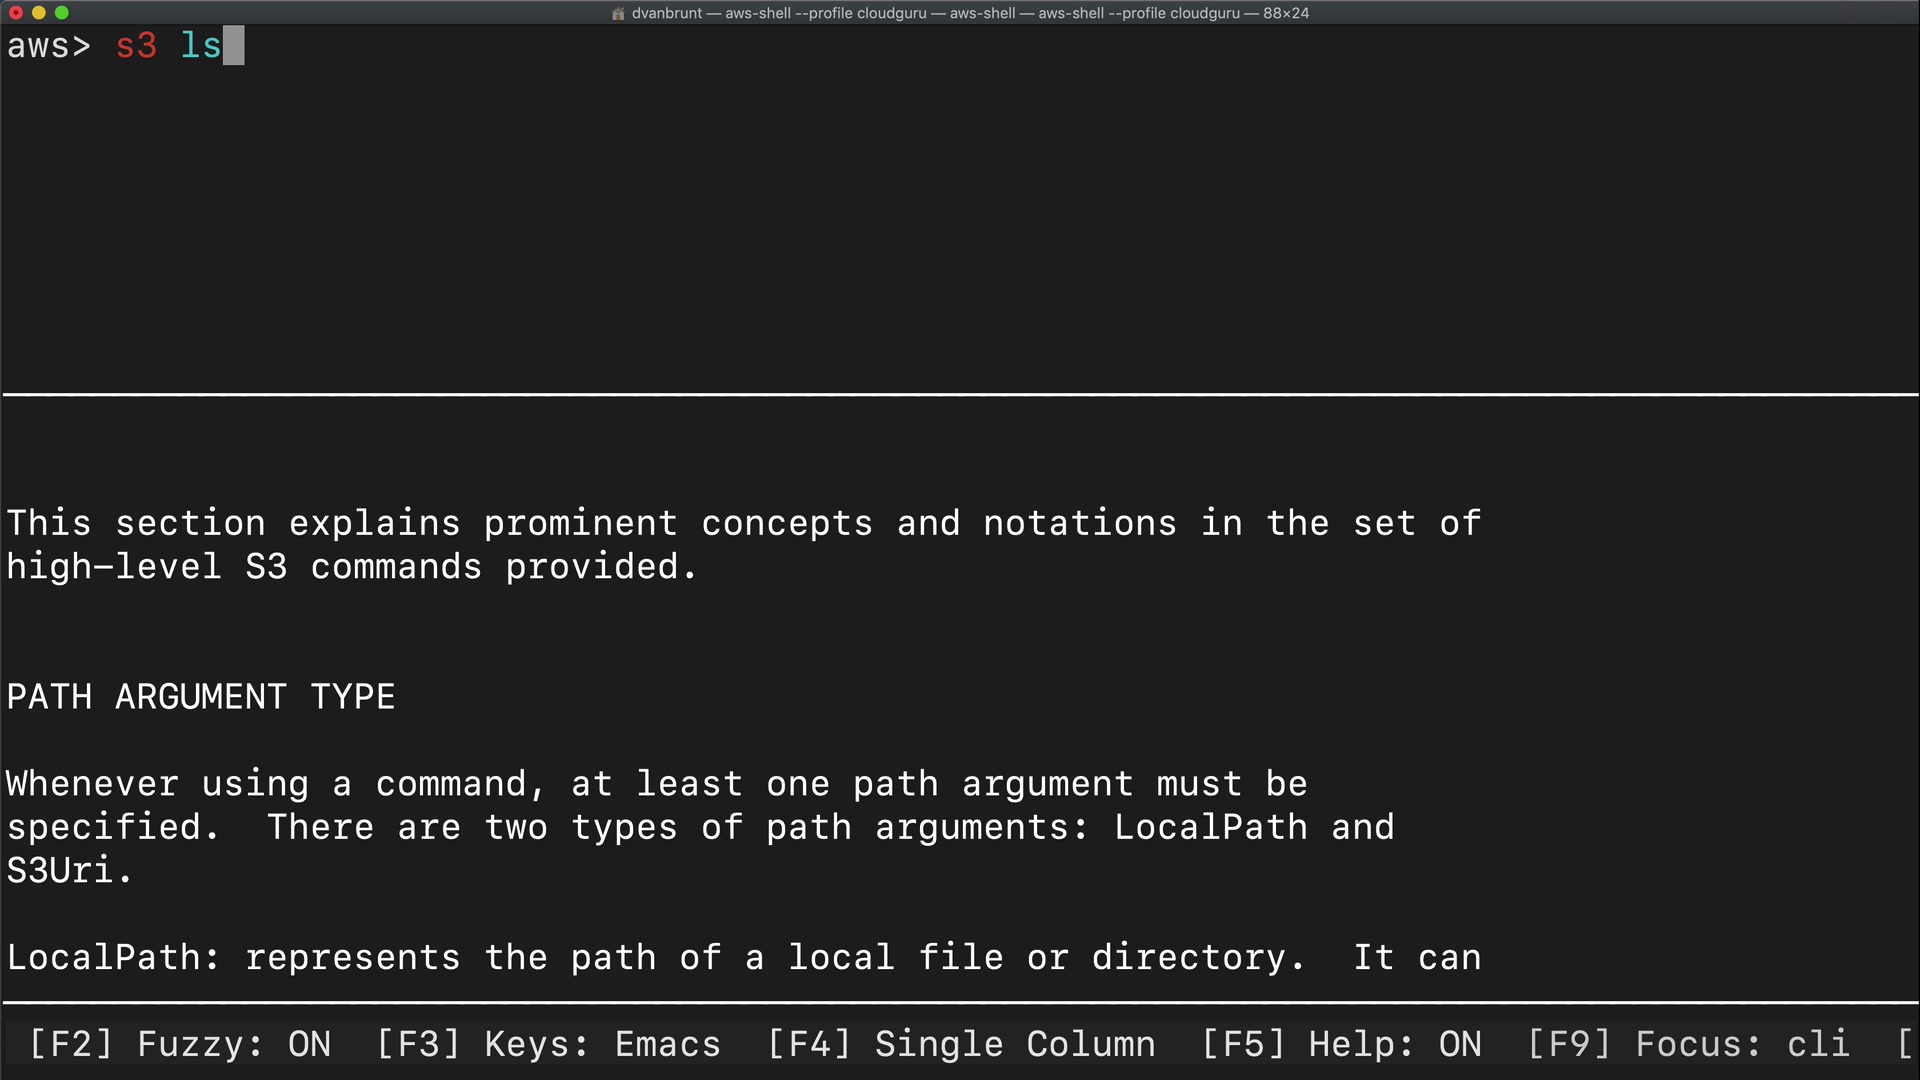 dvanbrunt — aws-shell --profile cloudguru — aws-shell — aws-shell --profile cloudguru — 88×24
aws> s3 ls
This section explains prominent concepts and notations in the set of
high-level S3 commands provided.
PATH ARGUMENT TYPE
Whenever using a command, at least one path argument must be
specified.  There are two types of path arguments: LocalPath and
S3Uri.
LocalPath: represents the path of a local file or directory.  It can
[F2] Fuzzy: ON  [F3] Keys: Emacs  [F4] Single Column  [F5] Help: ON  [F9] Focus: cli  [